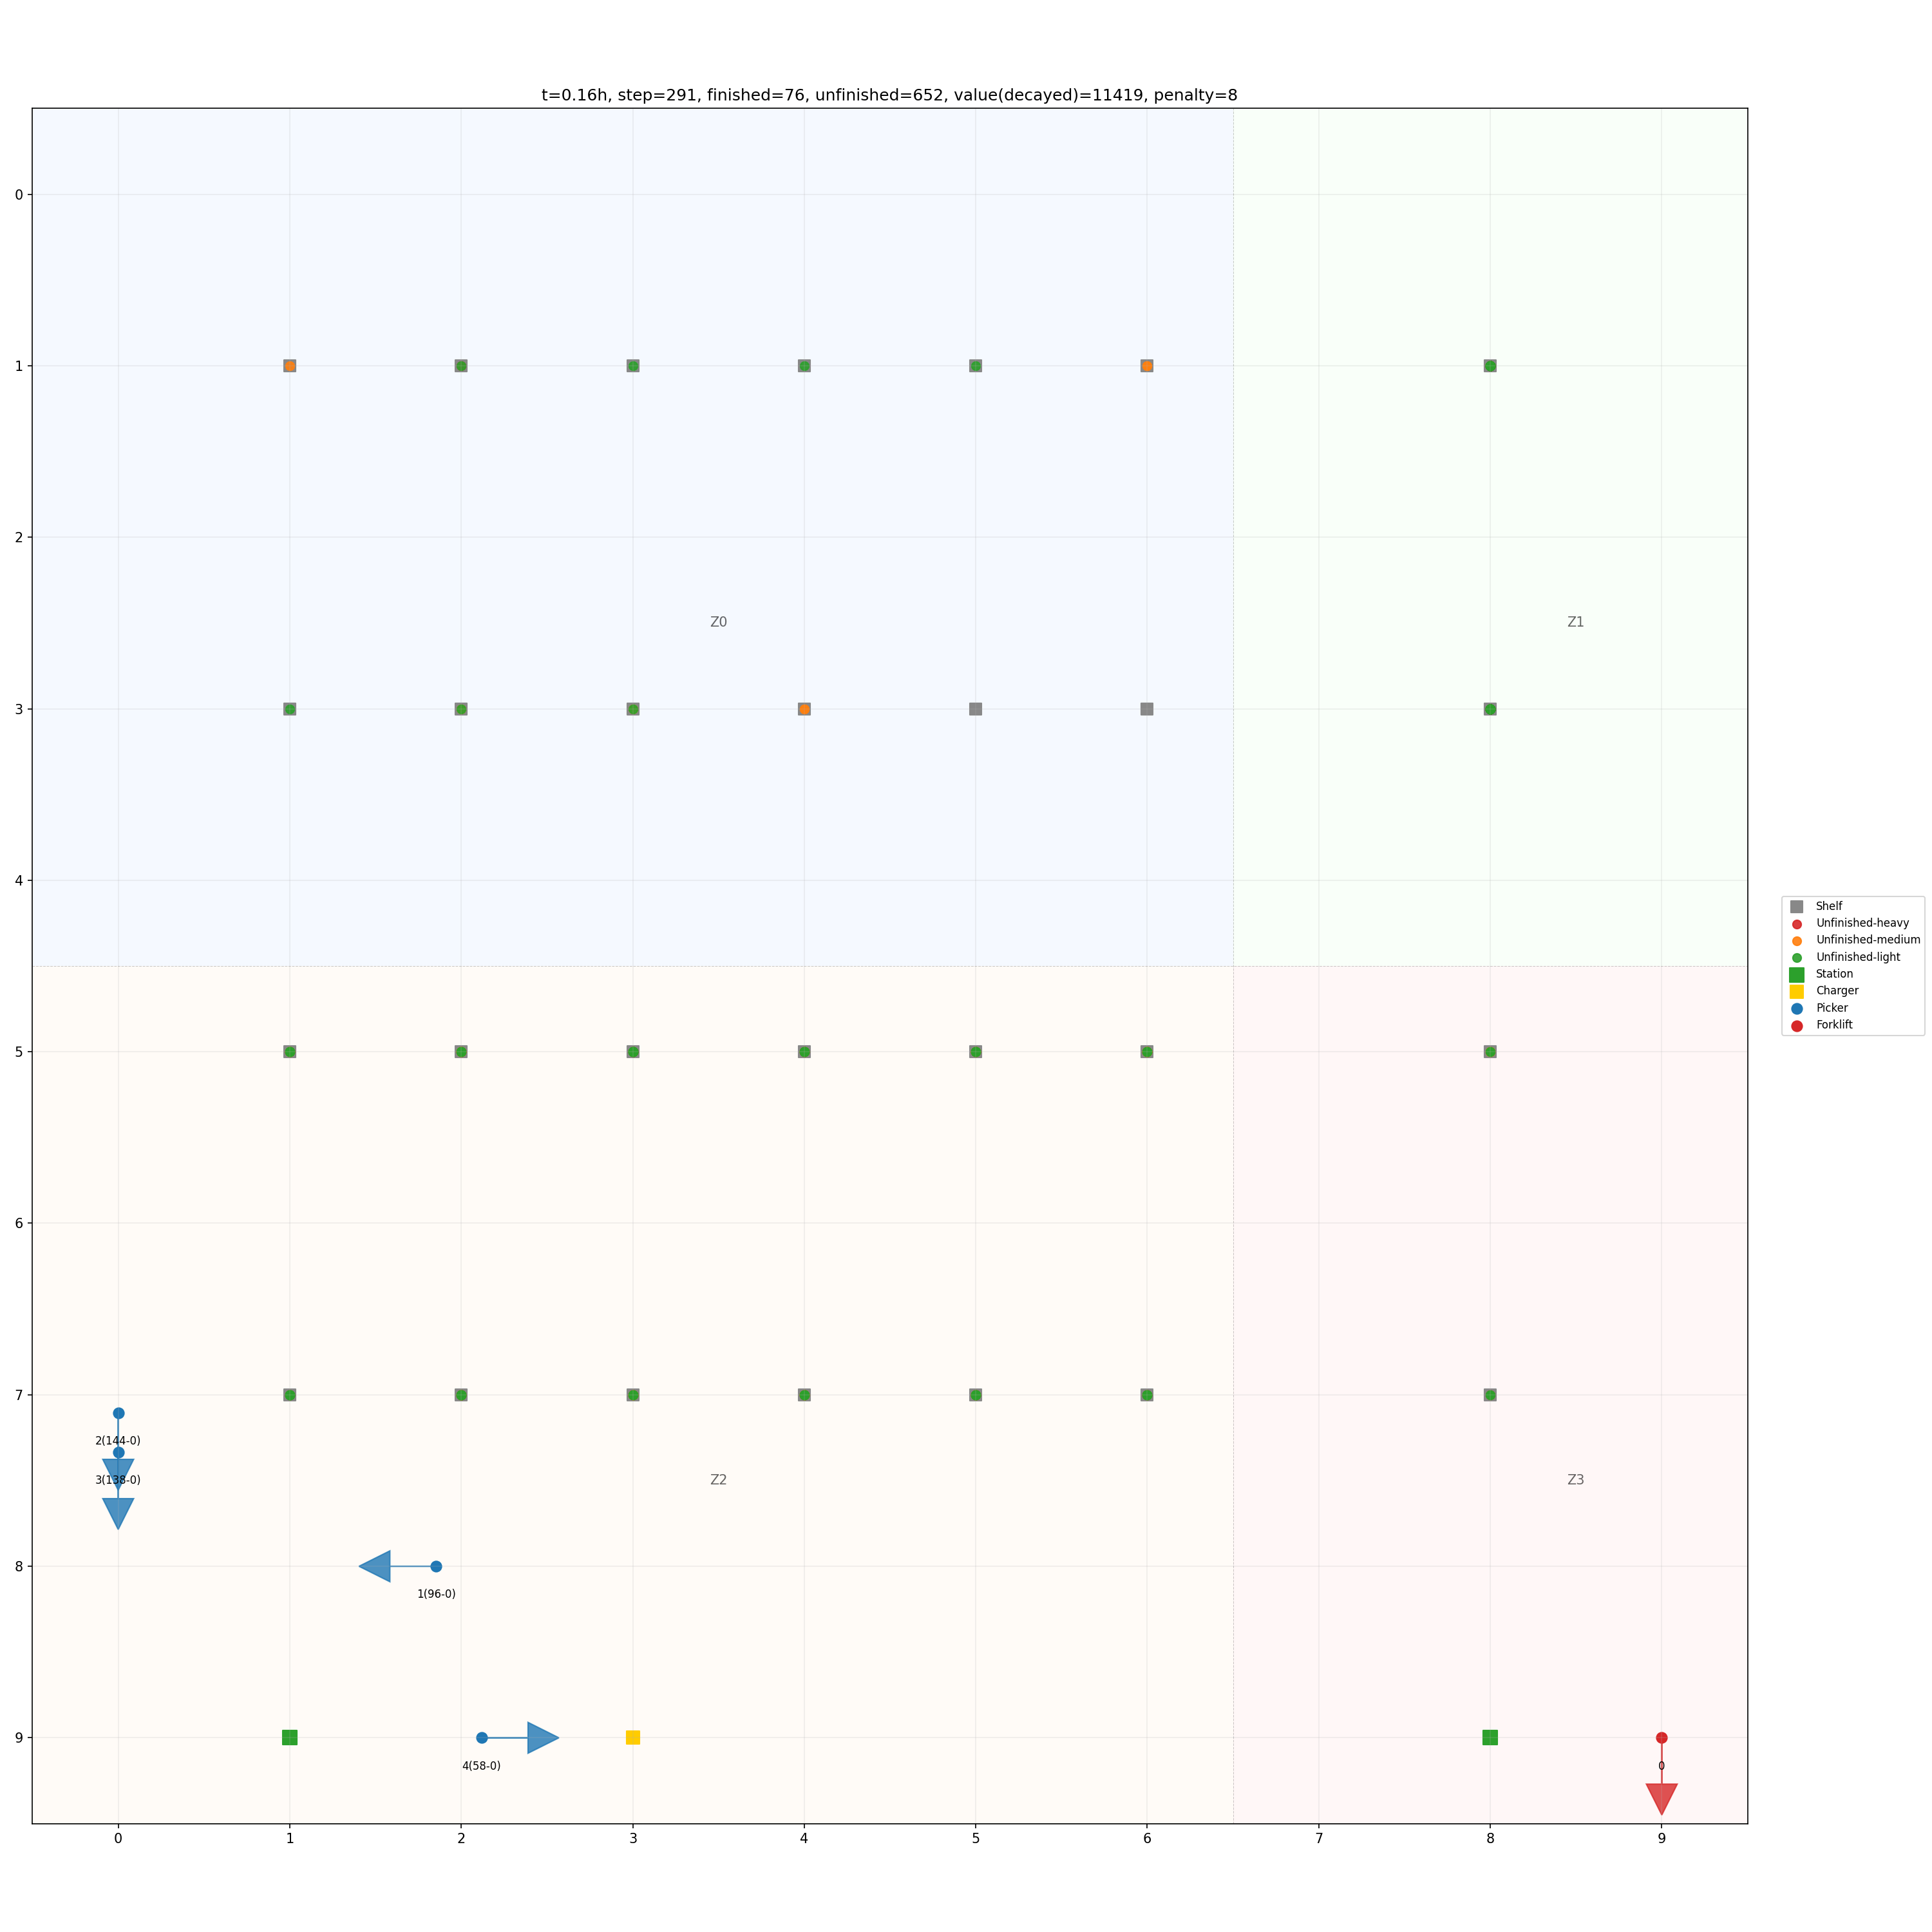 t=0.16h, step=291, finished=76, unfinished=652, value(decayed)=11419, penalty=8
0
1
2
Z0
Z1
3
4
Shelf
Unfinished-heavy
Unfinished-medium
Unfinished-light
Station
Charger
Picker
Forklift
5
6
7
2(144-0)
3(138-0)
Z2
Z3
8
1(96-0)
9
4(58-0)
0
0 1 2 3 4 5 6 7 8 9